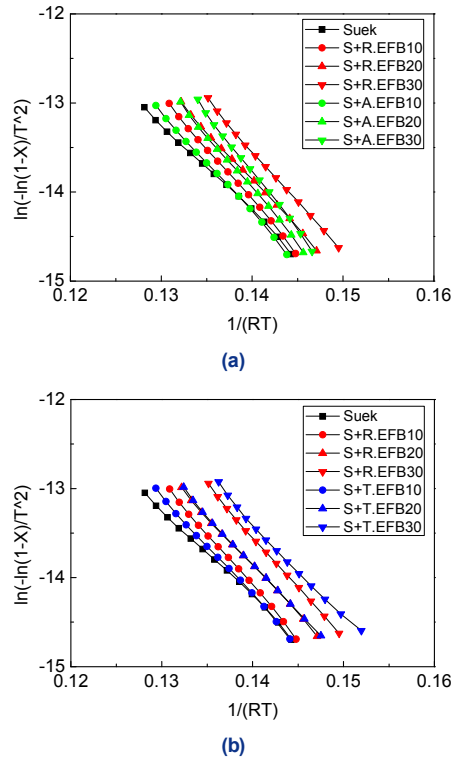 Suek
S+R.EFB10
S+R.EFB20
S+R.EFB30
S+A.EFB10
S+A.EFB20
S+A.EFB30
-12
-13
-14
-15
ln(-ln(1-X)/T^2)
0.12
0.13
0.14
0.15
0.16
1/(RT)
(a)
Suek
S+R.EFB10
S+R.EFB20
S+R.EFB30
S+T.EFB10
S+T.EFB20
S+T.EFB30
-12
-13
-14
-15
ln(-ln(1-X)/T^2)
0.12
0.13
0.14
0.15
0.16
1/(RT)
(b)